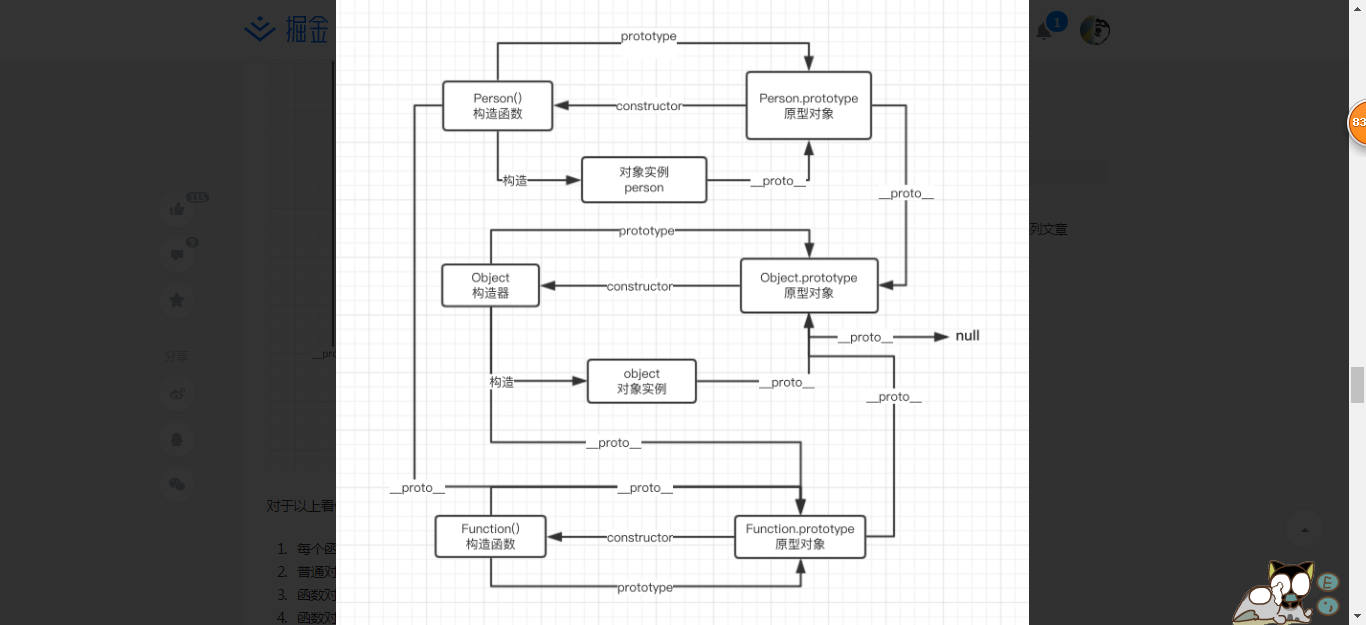 掘金
1
prototype
Person()
构造函数
constructor
Person.prototype
原型对象
83
构造
对象实例
person
__proto__
__proto__
115
列文章
prototype
Object
构造器
constructor
Object.prototype
原型对象
__proto__
null
分享
__pro
构造
object
对象实例
__proto__
__proto__
__proto__
__proto__
__proto__
对于以上看
Function()
构造函数
constructor
Function.prototype
原型对象
1. 每个函
2. 普通对
3. 函数对
4. 函数对
prototype